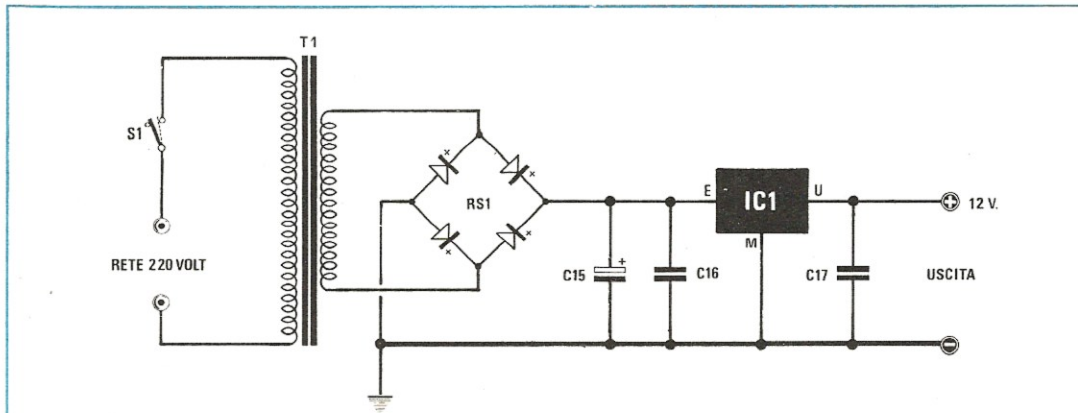 T1
S1
RETE 220 VOLT
RS1
C15
+
C16
E
IC1
U
M
C17
+
12 V.
USCITA
-